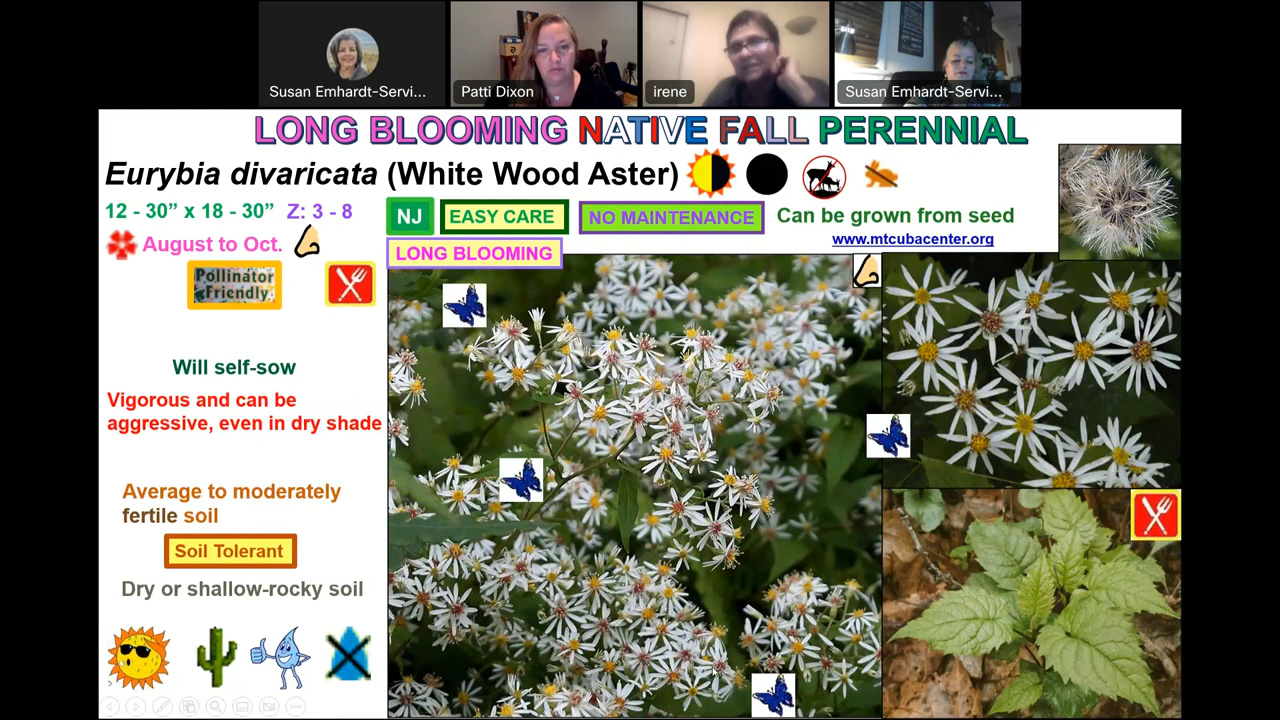 Susan Emhardt-Servi...
Patti Dixon
irene
Susan Emhardt-Servi...
LONG BLOOMING NATIVE FALL PERENNIAL
Eurybia divaricata (White Wood Aster)
12 - 30” x 18 - 30” Z: 3 - 8
NJ
EASY CARE
NO MAINTENANCE
Can be grown from seed
www.mtcubacenter.org
August to Oct.
LONG BLOOMING
Pollinator
Friendly
Will self-sow
Vigorous and can be
aggressive, even in dry shade
Average to moderately
fertile soil
Soil Tolerant
Dry or shallow-rocky soil